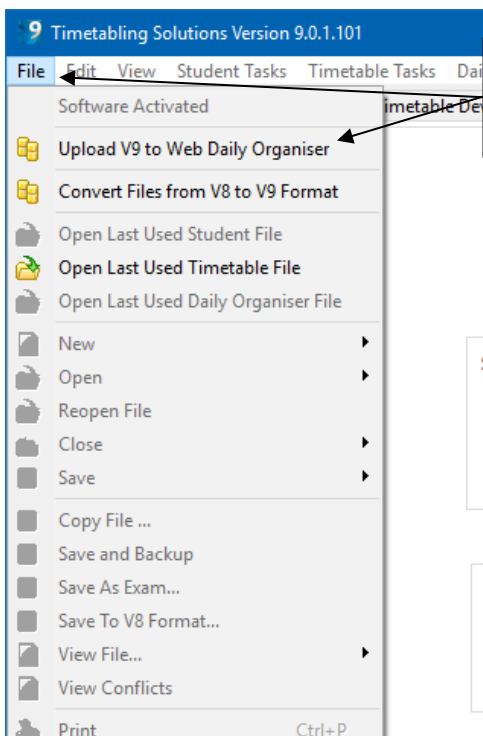 9 Timetabling Solutions Version 9.0.1.101
File Edit View Student Tasks Timetable Tasks
Software Activated
Upload V9 to Web Daily Organiser
Convert Files from V8 to V9 Format
Open Last Used Student File
Open Last Used Timetable File
Open Last Used Daily Organiser File
New
Open
Reopen File
Close
Save
Copy File ...
Save and Backup
Save As Exam...
Save To V8 Format...
View File...
View Conflicts
Print Ctrl+P